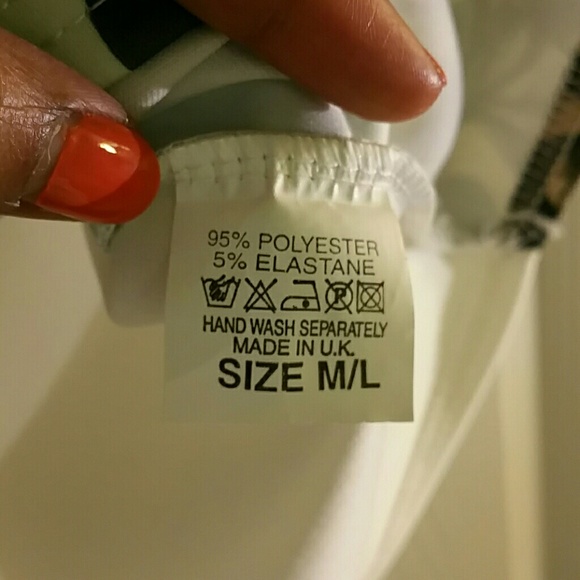 95% POLYESTER
5% ELASTANE
HAND WASH SEPARATELY
MADE IN U.K.
SIZE M/L